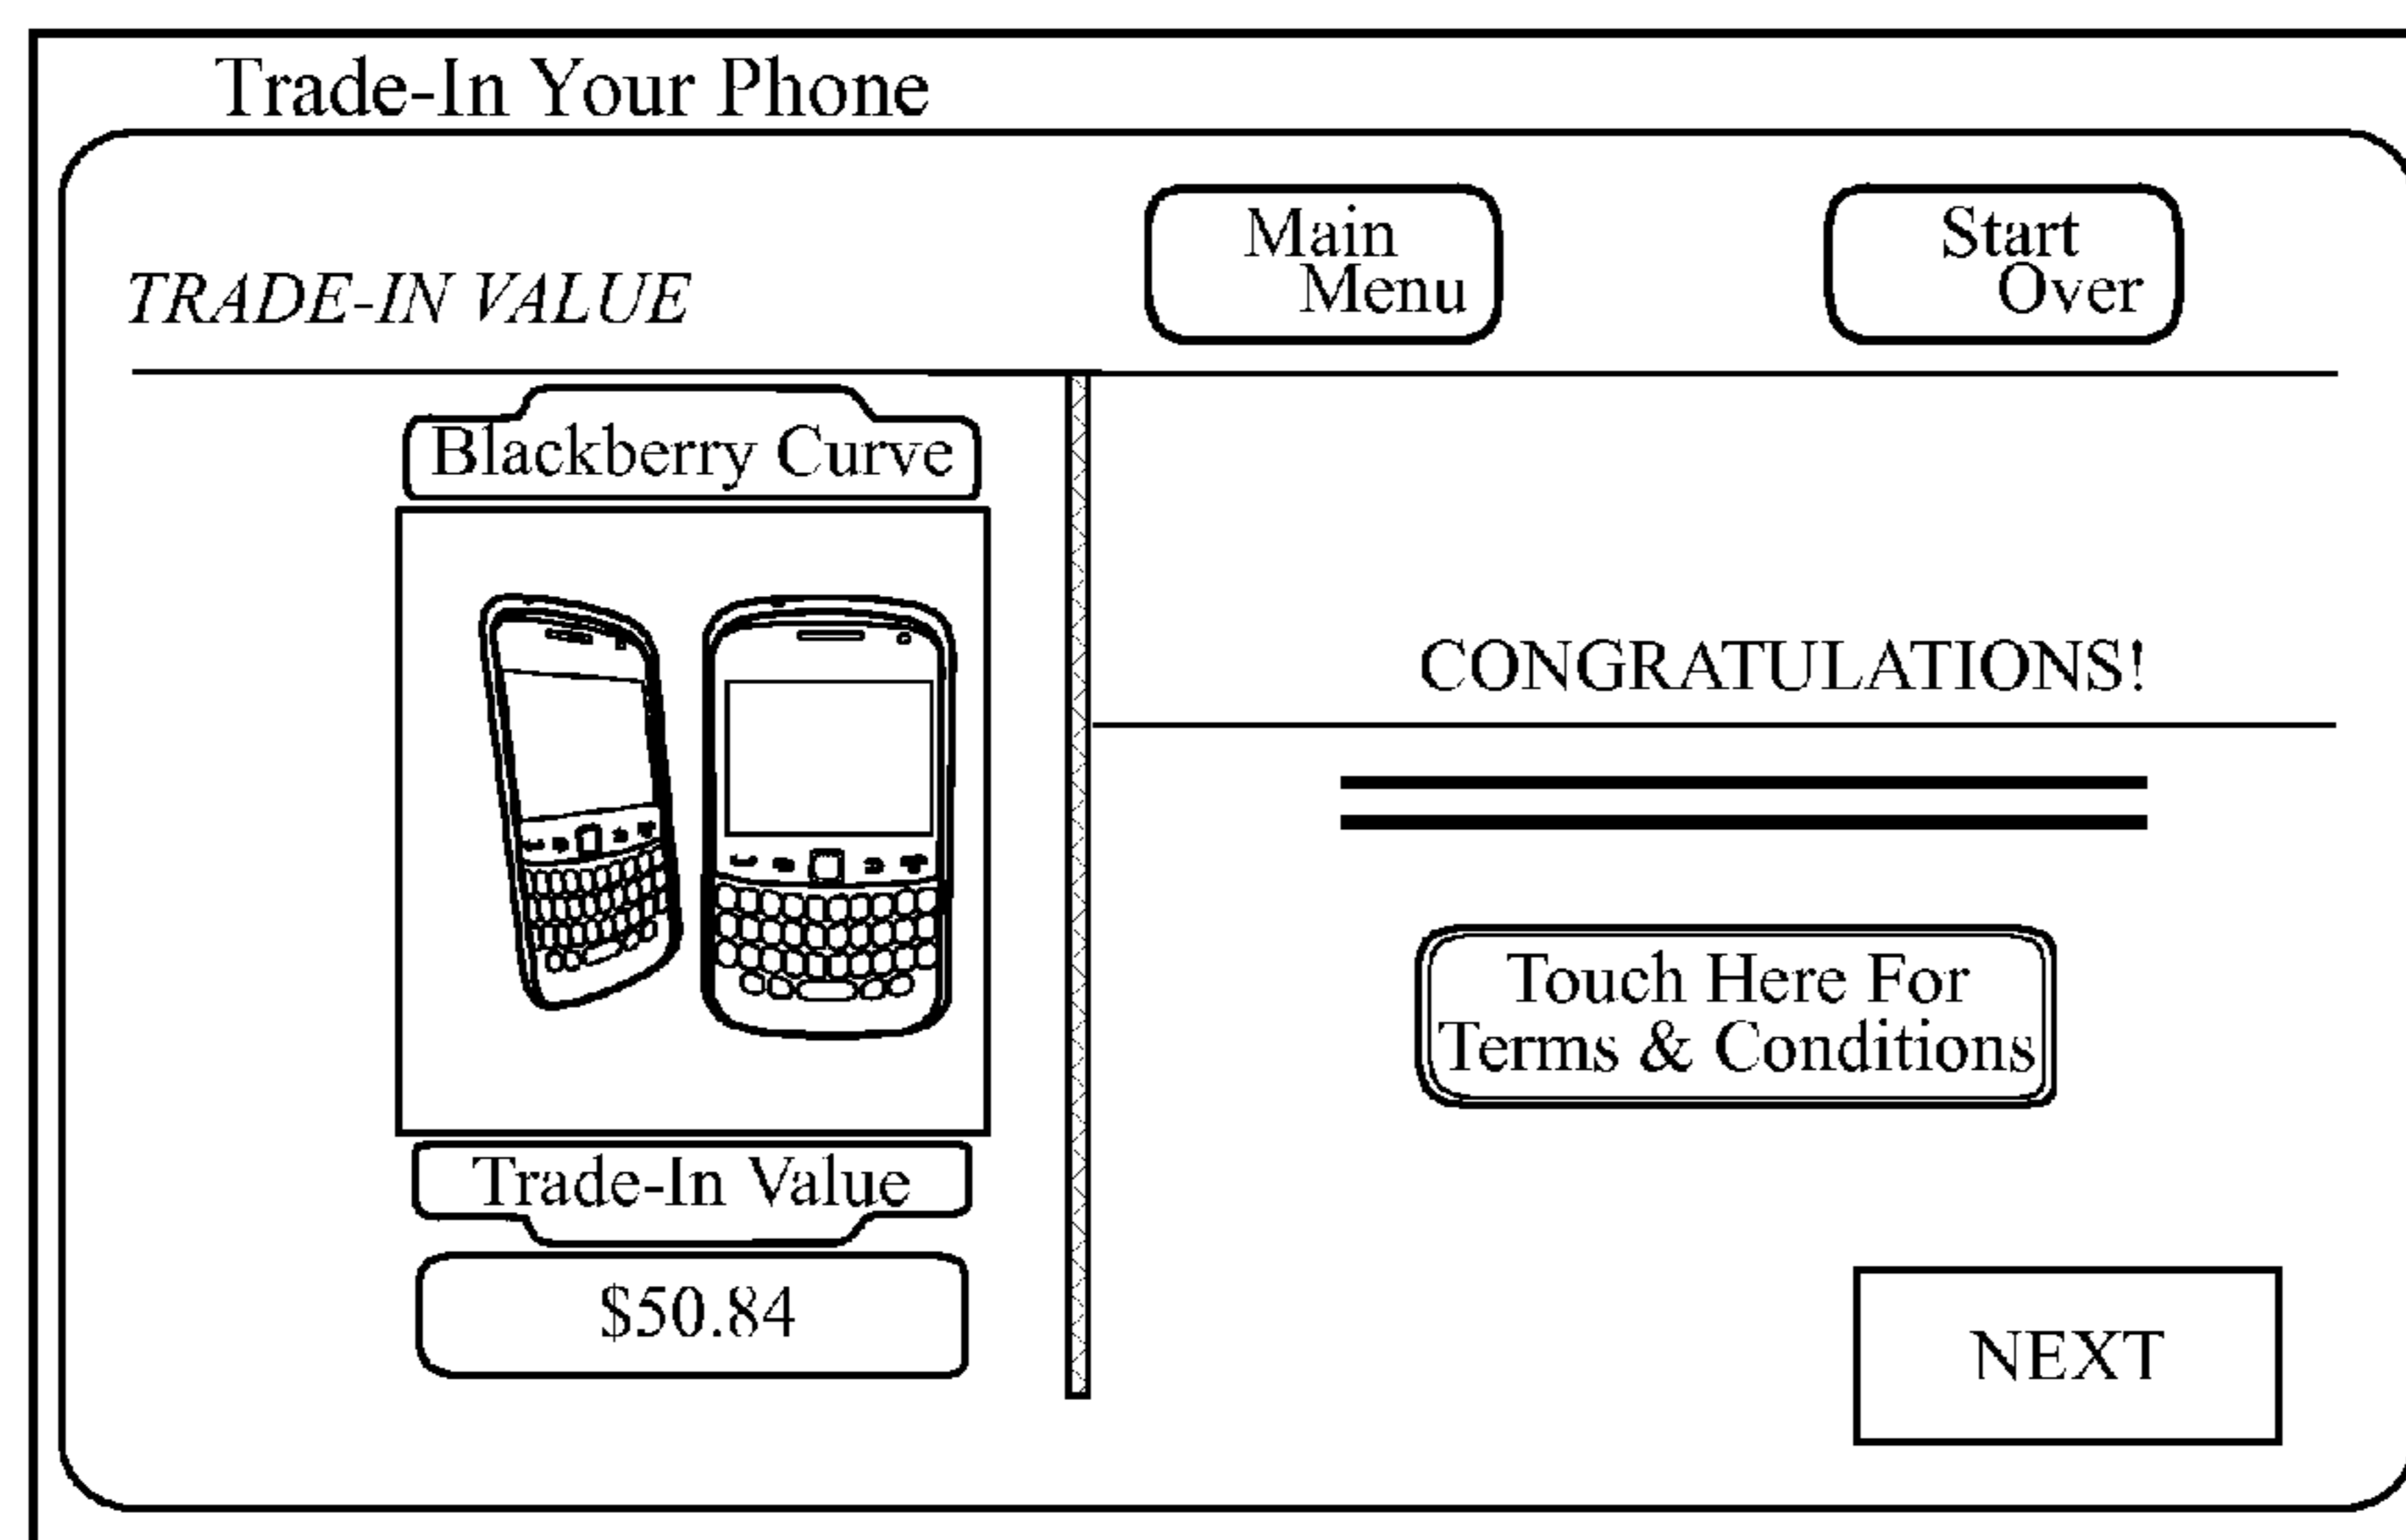 Trade-In Your Phone
Main
Menu
Start
Over
TRADE-IN VALUE
Blackberry Curve
CONGRATULATIONS!
Touch Here For
Terms & Conditions
Trade-In Value
$50.84
NEXT